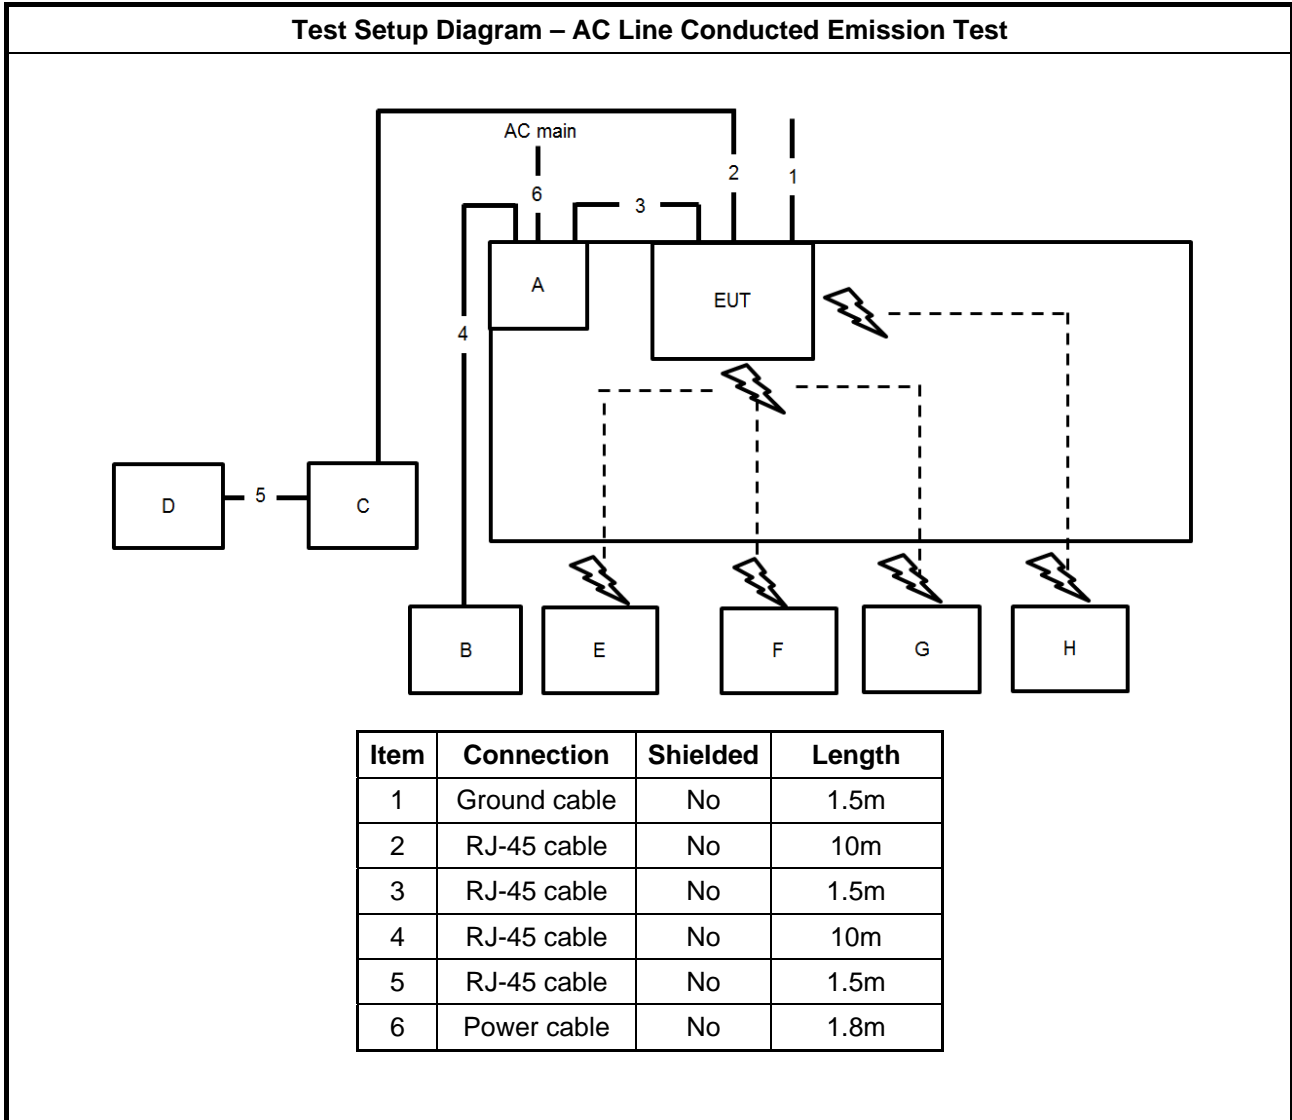 Test Setup Diagram – AC Line Conducted Emission Test
AC main
2
1
6
3
A
EUT
4
D
5
C
B
E
F
G
H
Item Connection Shielded Length
1 Ground cable No 1.5m
2 RJ-45 cable No 10m
3 RJ-45 cable No 1.5m
4 RJ-45 cable No 10m
5 RJ-45 cable No 1.5m
6 Power cable No 1.8m